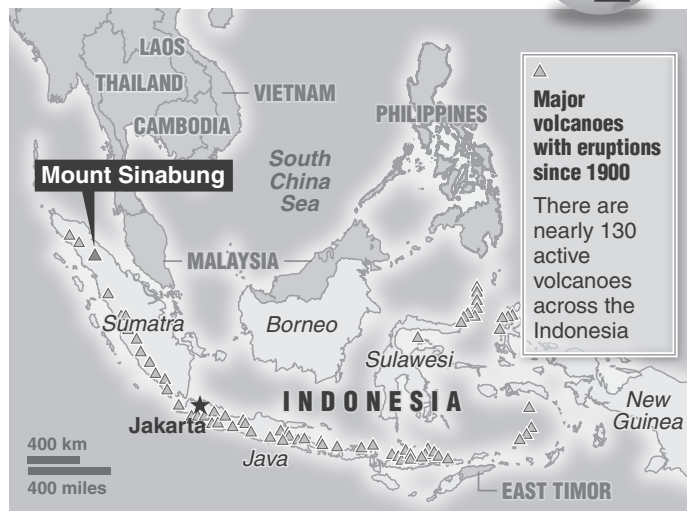 LAOS
THAILAND
VIETNAM
CAMBODIA
PHILIPPINES
South
China
Sea
Mount Sinabung
MALAYSIA
Sumatra
Borneo
Sulawesi
INDONESIA
New
Guinea
Jakarta
Java
EAST TIMOR
400 km
400 miles
Major
volcanoes
with eruptions
since 1900
There are
nearly 130
active
volcanoes
across the
Indonesia